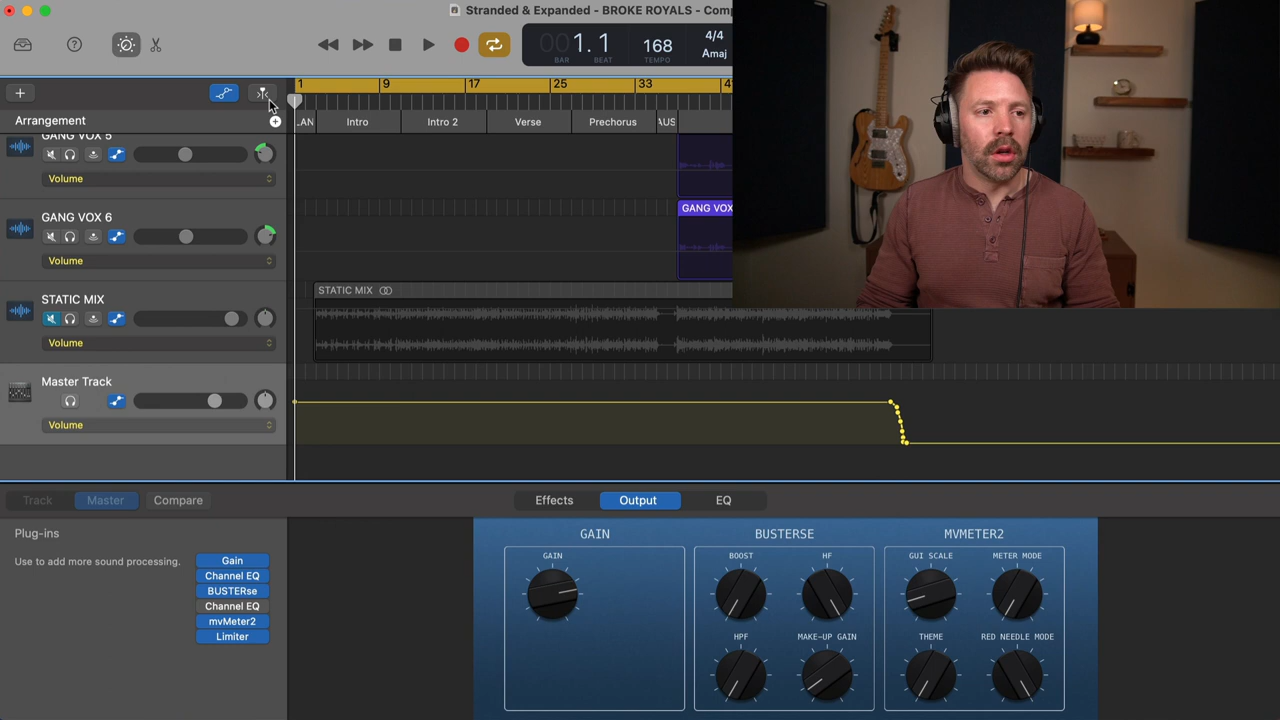 Stranded & Expanded - BROKE ROYALS - Comp
1.1
BAR
BEAT
168
TEMPO
4/4
Amaj
1
9
17
25
33
Arrangement
Intro
Intro 2
Verse
Prechorus
GANG VOX 5
Volume
GANG VOX 6
Volume
GANG VOX
STATIC MIX
Volume
STATIC MIX
Master Track
Volume
Track
Master
Compare
Effects
Output
EQ
Plug-ins
Use to add more sound processing.
Gain
Channel EQ
BUSTERse
Channel EQ
mvMeter2
Limiter
GAIN
GAIN
BUSTERSE
BOOST
HF
HPF
MAKE-UP GAIN
MVMETER2
GUI SCALE
METER MODE
THEME
RED NEEDLE MODE